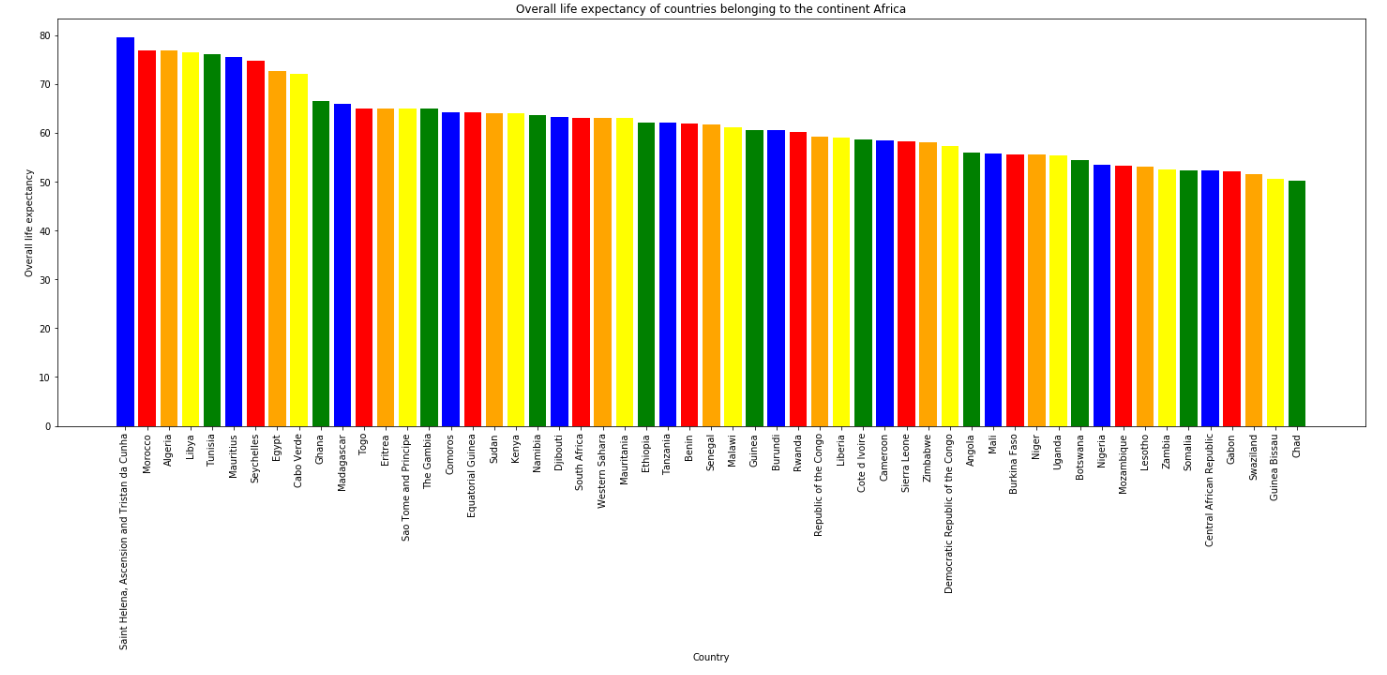 Overall life expectancy of countries belonging to the continent Africa
Overall life expectancy
80
70
60
50
40
30
20
10
0
Saint Helena, Ascension and Tristan da Cunha
Morocco
Algeria
Libya
Tunisia
Mauritius
Seychelles
Egypt
Cabo Verde
Ghana
Madagascar
Togo
Eritrea
Sao Tome and Principe
The Gambia
Comoros
Equatorial Guinea
Sudan
Kenya
Namibia
Djibouti
South Africa
Western Sahara
Mauritania
Ethiopia
Tanzania
Benin
Senegal
Malawi
Guinea
Burundi
Rwanda
Republic of the Congo
Liberia
Cote d Ivoire
Cameroon
Sierra Leone
Zimbabwe
Democratic Republic of the Congo
Angola
Mali
Burkina Faso
Niger
Uganda
Botswana
Nigeria
Mozambique
Lesotho
Zambia
Somalia
Central African Republic
Gabon
Swaziland
Guinea Bissau
Chad
Country